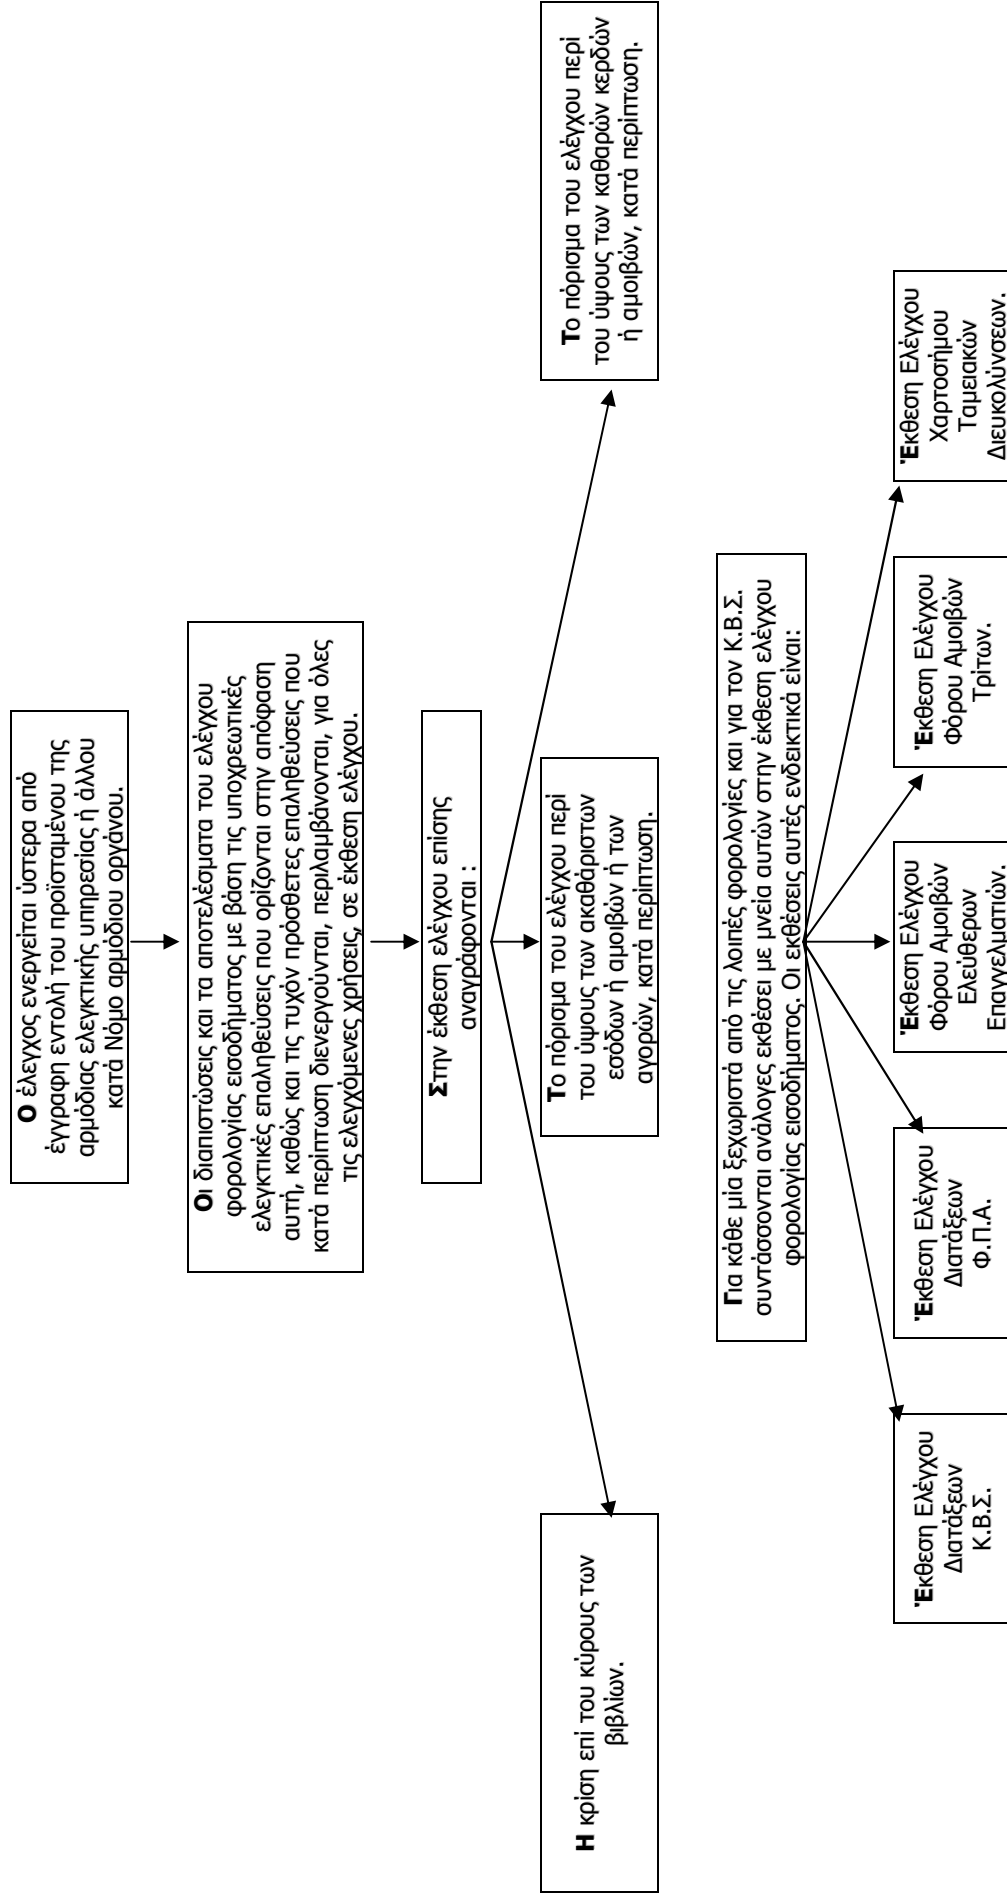 Ο έλεγχος ενεργείται ύστερα από
έγγραφη εντολή του προϊσταμένου της
αρμόδιας ελεγκτικής υπηρεσίας ή άλλου
κατά Νόμο αρμόδιου οργάνου.
Οι διαπιστώσεις και τα αποτελέσματα του ελέγχου
φορολογίας εισοδήματος με βάση τις υποχρεωτικές
ελεγκτικές επαληθεύσεις που ορίζονται στην απόφαση
αυτή, καθώς και τις τυχόν πρόσθετες επαληθεύσεις που
κατά περίπτωση διενεργούνται, περιλαμβάνονται, για όλες
τις ελεγχόμενες χρήσεις, σε έκθεση ελέγχου.
Στην έκθεση ελέγχου επίσης
αναγράφονται :
Η κρίση επί του κύρους των
βιβλίων.
Το πόρισμα του ελέγχου περί
του ύψους των ακαθάριστων
εσόδων ή αμοιβών ή των
αγορών, κατά περίπτωση.
Το πόρισμα του ελέγχου περί
του ύψους των καθαρών κερδών
ή αμοιβών, κατά περίπτωση.
Για κάθε μία ξεχωριστά από τις λοιπές φορολογίες και για τον Κ.Β.Σ.
συντάσσονται ανάλογες εκθέσει με μνεία αυτών στην έκθεση ελέγχου
φορολογίας εισοδήματος. Οι εκθέσεις αυτές ενδεικτικά είναι:
Έκθεση Ελέγχου
Διατάξεων
Κ.Β.Σ.
Έκθεση Ελέγχου
Διατάξεων
Φ.Π.Α.
Έκθεση Ελέγχου
Φόρου Αμοιβών
Ελεύθερων
Επαγγελματιών.
Έκθεση Ελέγχου
Φόρου Αμοιβών
Τρίτων.
Έκθεση Ελέγχου
Χαρτοσήμου
Ταμειακών
Διευκολύνσεων.